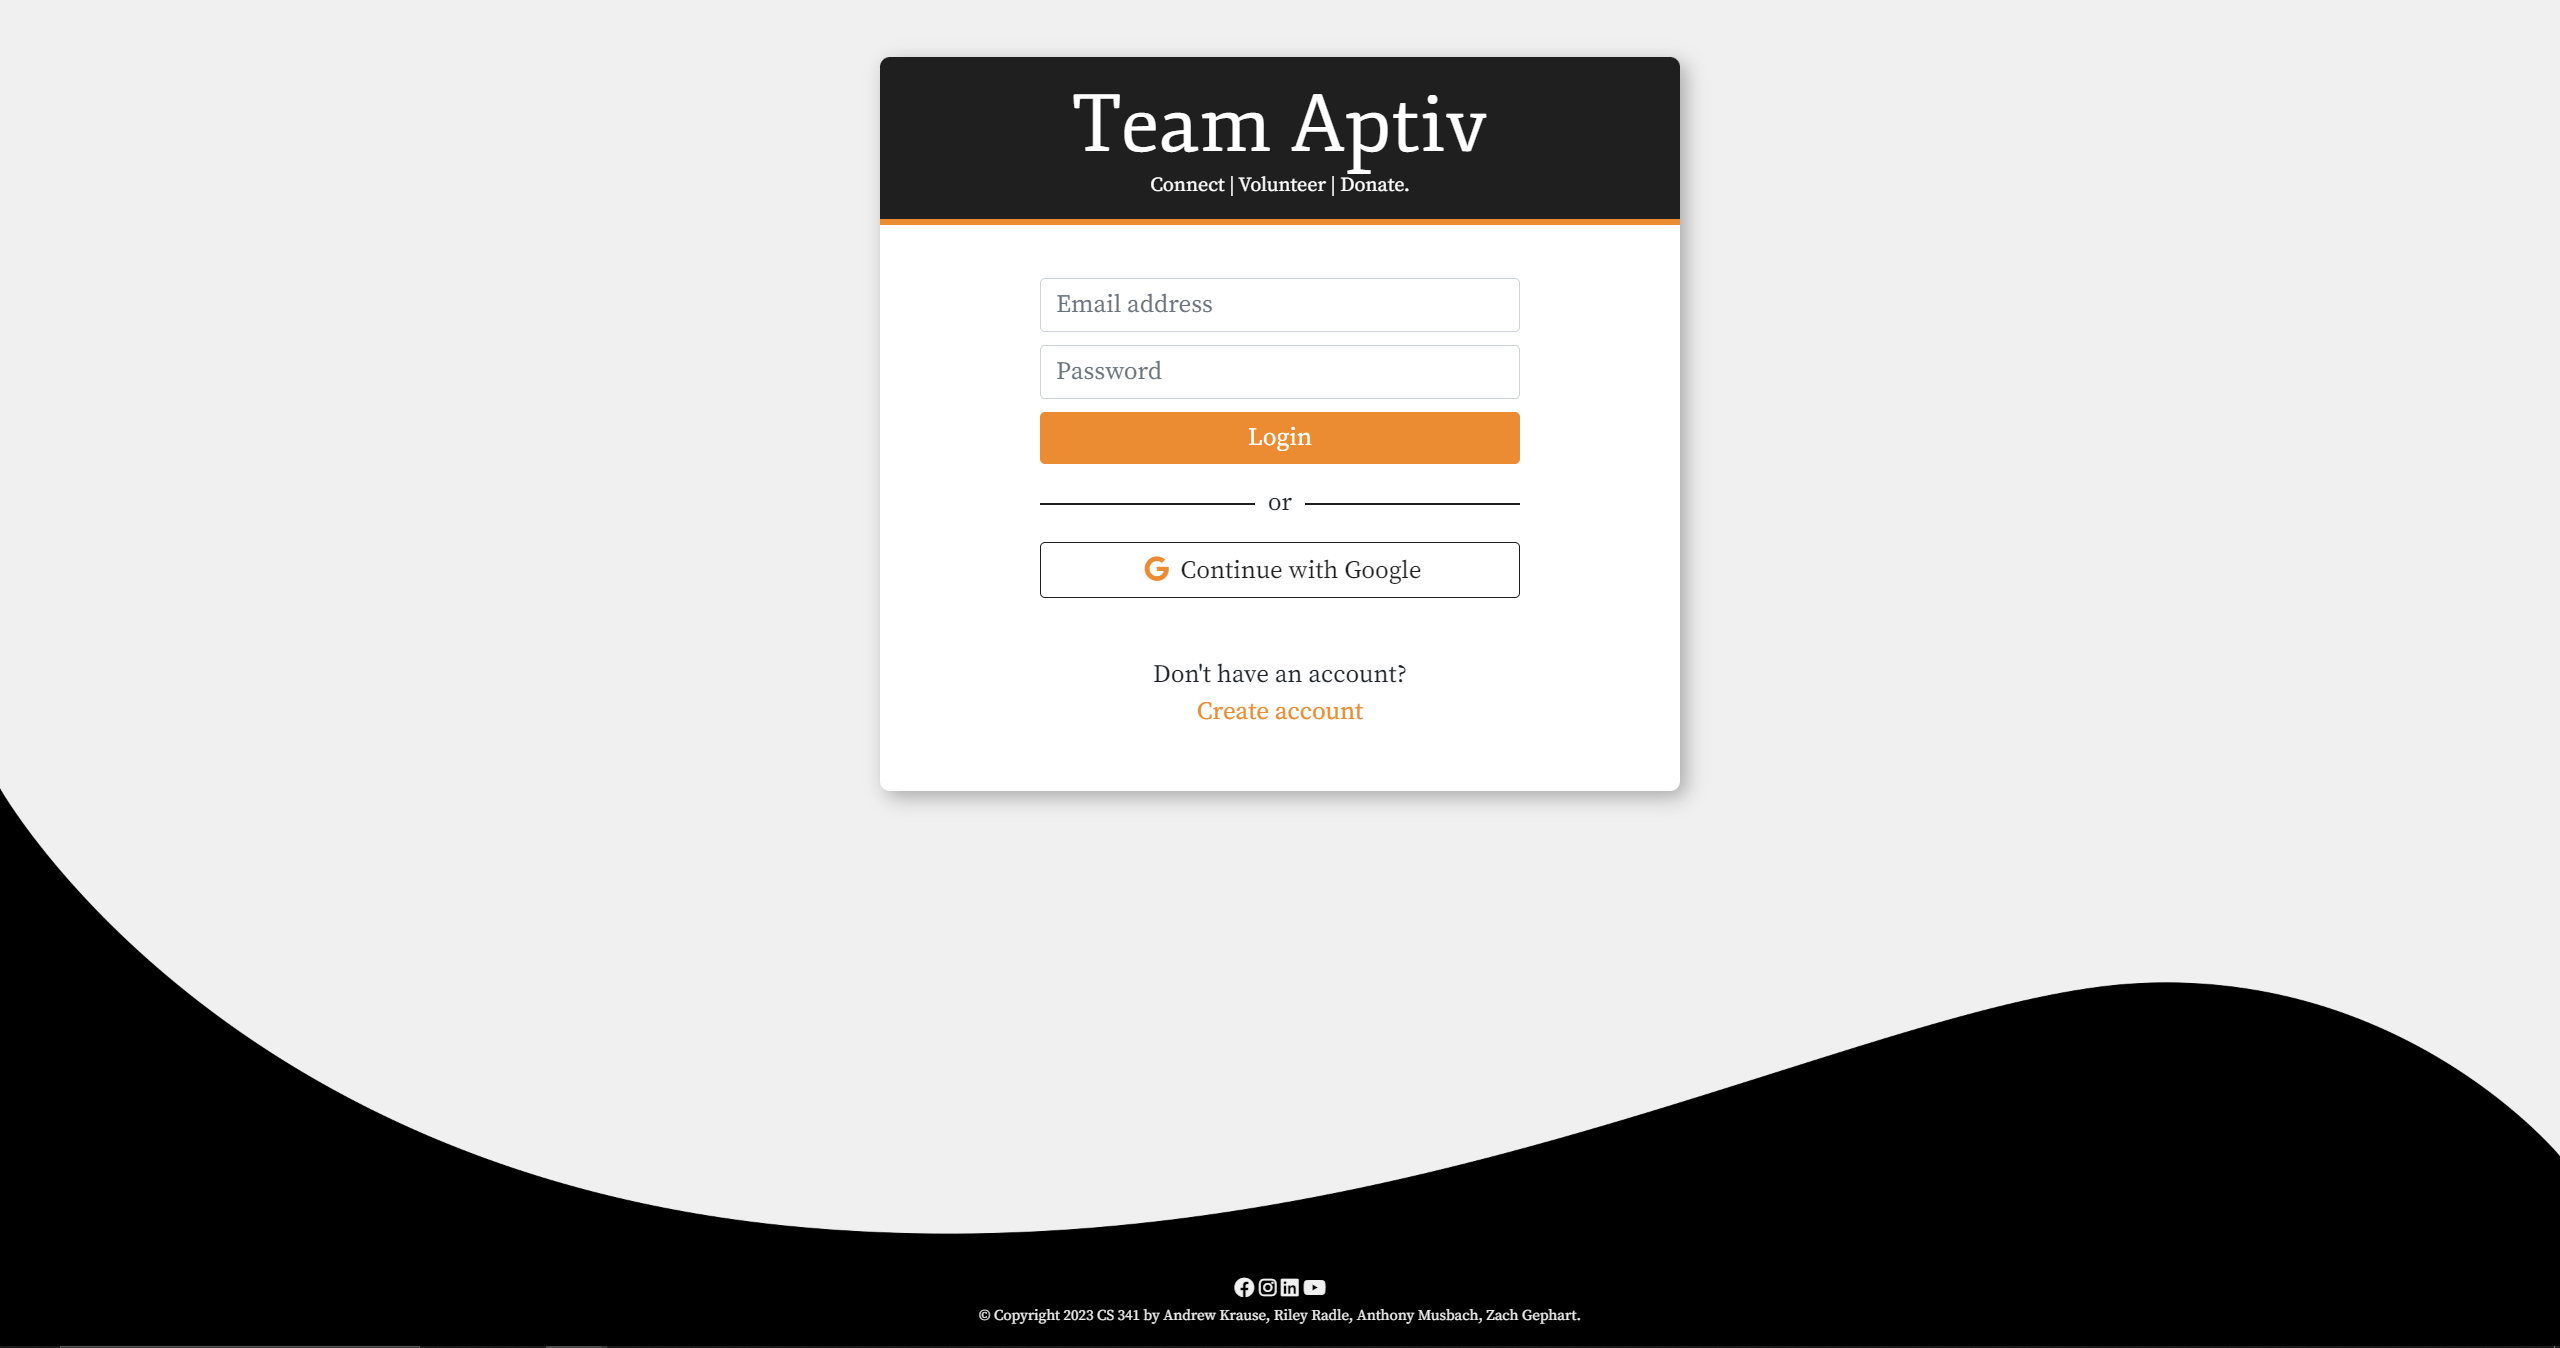 Team Aptiv
Connect | Volunteer | Donate.
Email address
Password
Login
or
Continue with Google
Don't have an account?
Create account
© Copyright 2023 CS 341 by Andrew Krause, Riley Radle, Anthony Musbach, Zach Gephart.